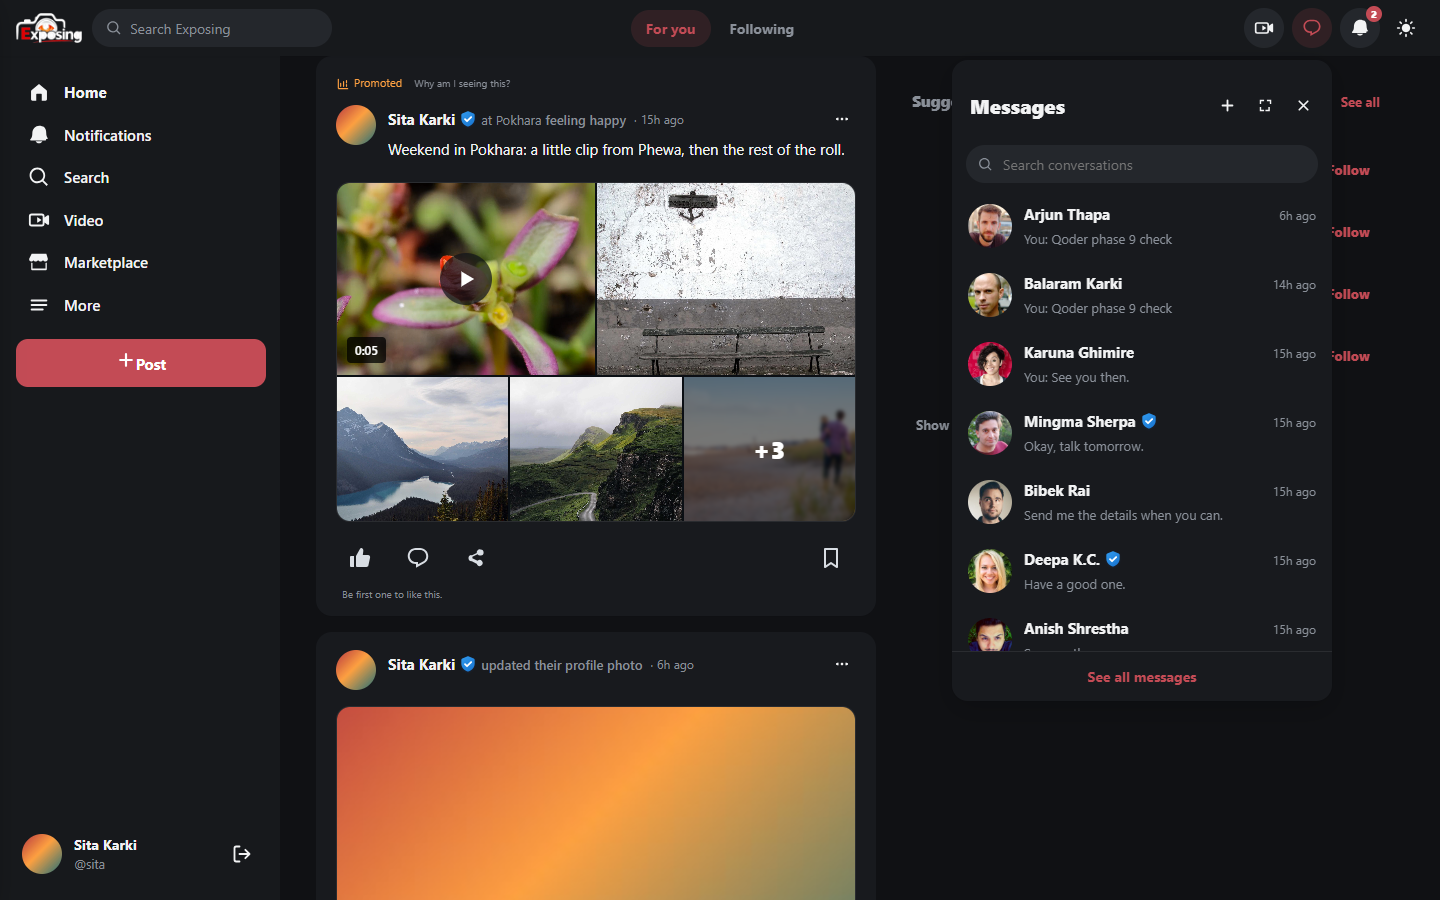 Exposing
Search Exposing
For you
Following
2
Home
Notifications
Search
Video
Marketplace
More
+ Post
Sita Karki
@sita
Promoted
Why am I seeing this?
Sita Karki at Pokhara feeling happy · 15h ago
Weekend in Pokhara: a little clip from Phewa, then the rest of the roll.
0:05
+3
Be first one to like this.
Sita Karki updated their profile photo · 6h ago
See all
Follow
Follow
Follow
Follow
Show
Messages
Search conversations
Arjun Thapa
6h ago
You: Qoder phase 9 check
Balaram Karki
14h ago
You: Qoder phase 9 check
Karuna Ghimire
15h ago
You: See you then.
Mingma Sherpa
15h ago
Okay, talk tomorrow.
Bibek Rai
15h ago
Send me the details when you can.
Deepa K.C.
15h ago
Have a good one.
Anish Shrestha
15h ago
See all messages